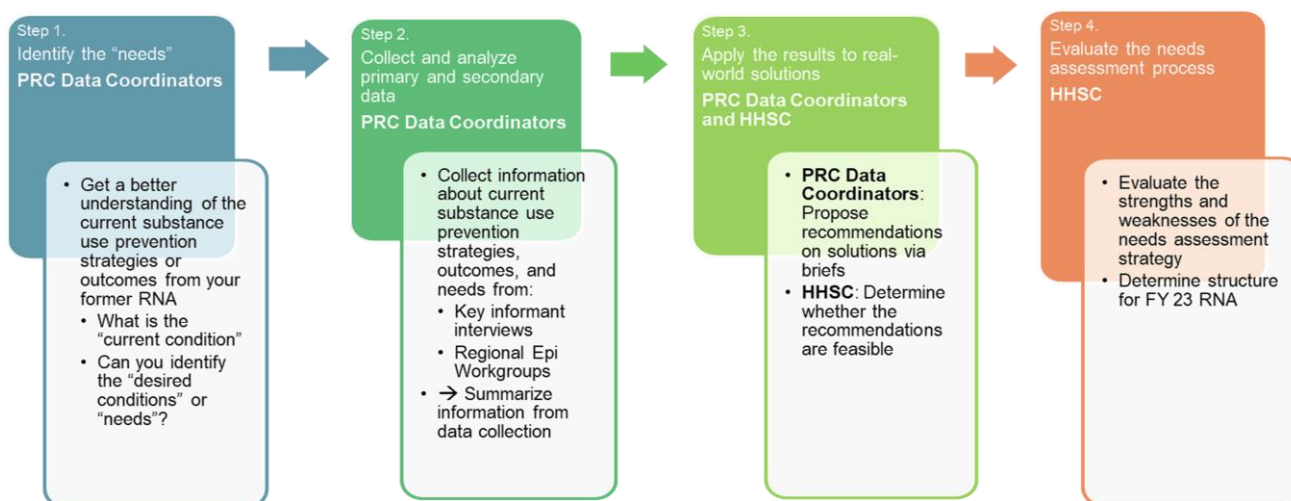 Step 1.
Identify the “needs”
PRC Data Coordinators
• Get a better
understanding of the
current substance
use prevention
strategies or
outcomes from your
former RNA
• What is the
“current condition”
• Can you identify
the “desired
conditions” or
“needs”?
Step 2.
Collect and analyze
primary and secondary
data
PRC Data Coordinators
• Collect information
about current
substance use
prevention
strategies,
outcomes, and
needs from:
• Key informant
interviews
• Regional Epi
Workgroups
• → Summarize
information from
data collection
Step 3.
Apply the results to real-
world solutions
PRC Data Coordinators
and HHSC
• PRC Data
Coordinators:
Propose
recommendations
on solutions via
briefs
• HHSC: Determine
whether the
recommendations
are feasible
Step 4.
Evaluate the needs
assessment process
HHSC
• Evaluate the
strengths and
weaknesses of the
needs assessment
strategy
• Determine structure
for FY 23 RNA